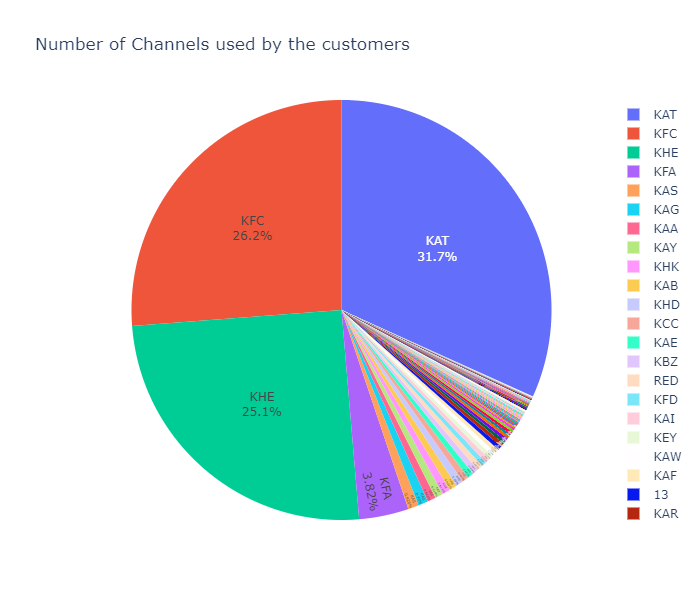 Number of Channels used by the customers
KAT
31.7%
KFC
26.2%
KHE
25.1%
KFA
3.82%
KAT
KFC
KHE
KFA
KAS
KAG
KAA
KAY
KHK
KAB
KHD
KCC
KAE
KBZ
RED
KFD
KAI
KEY
KAW
KAF
13
KAR